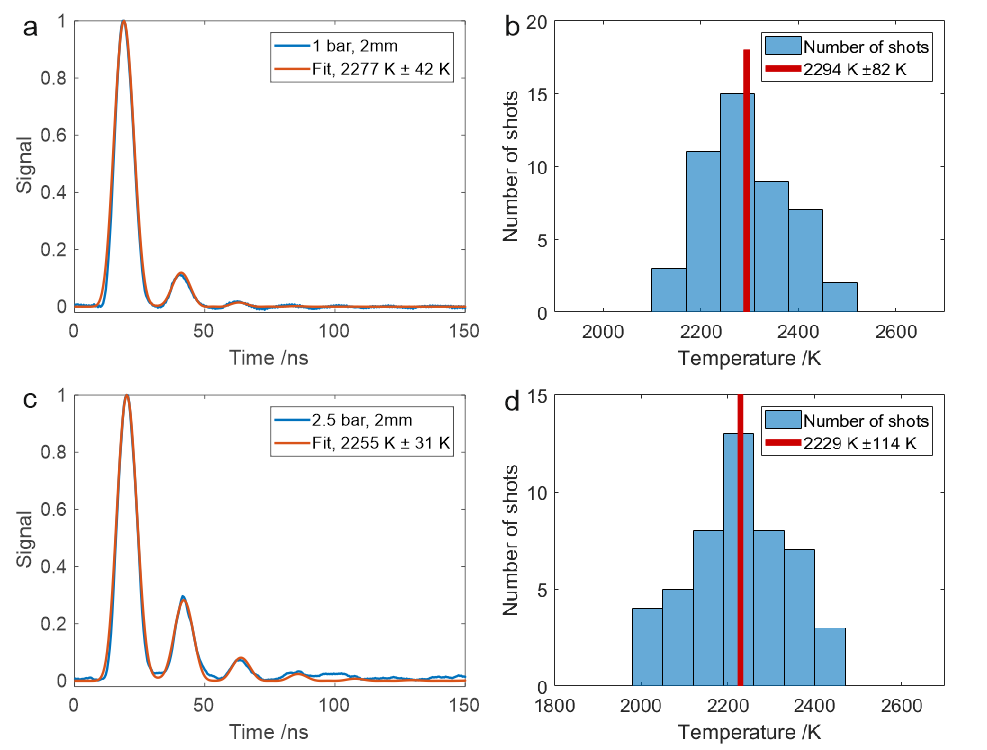 a
1
0.8
0.6
0.4
0.2
0
Signal
0
50
100
150
Time /ns
1 bar, 2mm
Fit, 2277 K ± 42 K
b
20
15
10
5
0
Number of shots
2000
2200
2400
2600
Temperature /K
Number of shots
2294 K ±82 K
c
1
0.8
0.6
0.4
0.2
0
Signal
0
50
100
150
Time /ns
2.5 bar, 2mm
Fit, 2255 K ± 31 K
d
15
10
5
0
Number of shots
1800
2000
2200
2400
2600
Temperature /K
Number of shots
2229 K ±114 K